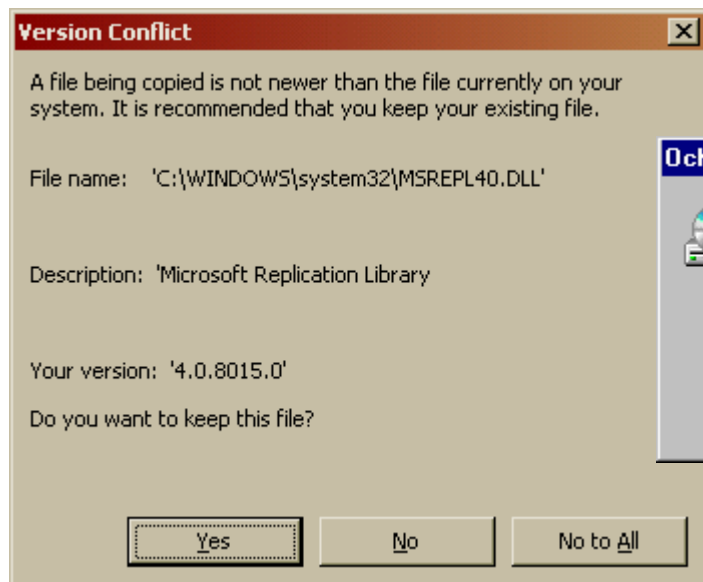 Version Conflict
A file being copied is not newer than the file currently on your
system. It is recommended that you keep your existing file.
File name: 'C:\WINDOWS\system32\MSREPL40.DLL'
Description: 'Microsoft Replication Library
Your version: '4.0.8015.0'
Do you want to keep this file?
Yes No No to All